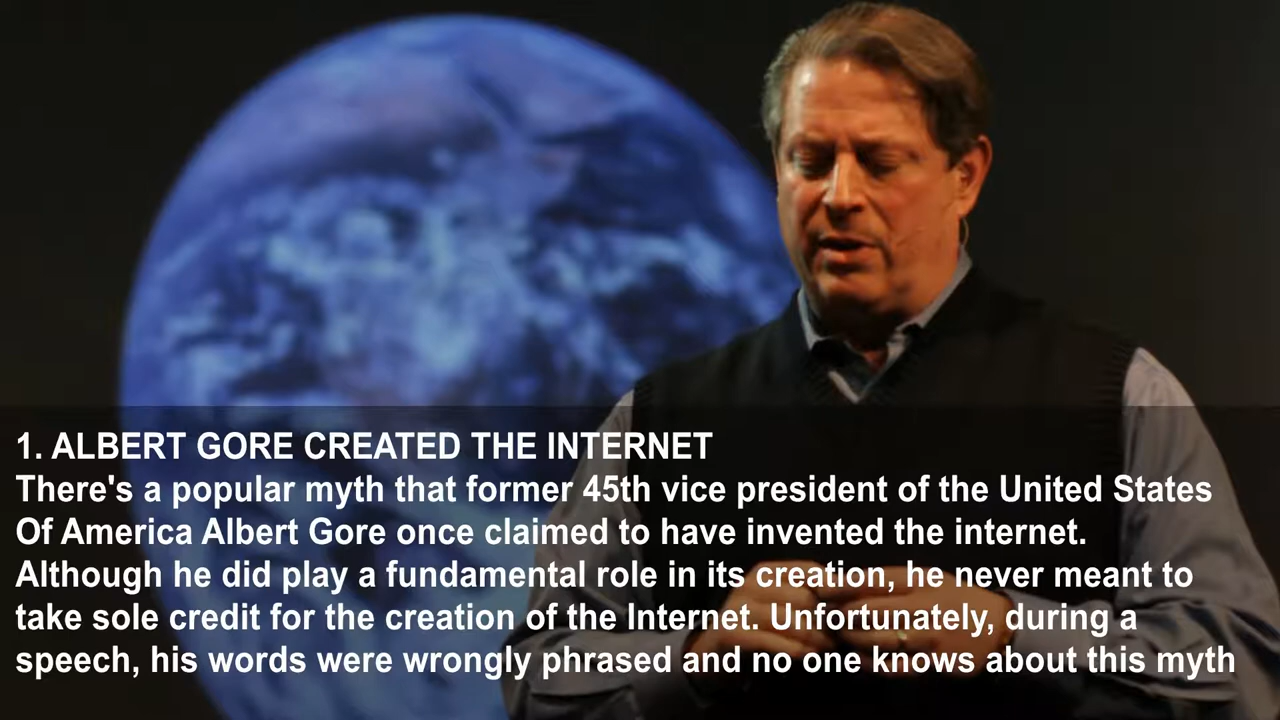 1. ALBERT GORE CREATED THE INTERNET
There's a popular myth that former 45th vice president of the United States
Of America Albert Gore once claimed to have invented the internet.
Although he did play a fundamental role in its creation, he never meant to
take sole credit for the creation of the Internet. Unfortunately, during a
speech, his words were wrongly phrased and no one knows about this myth